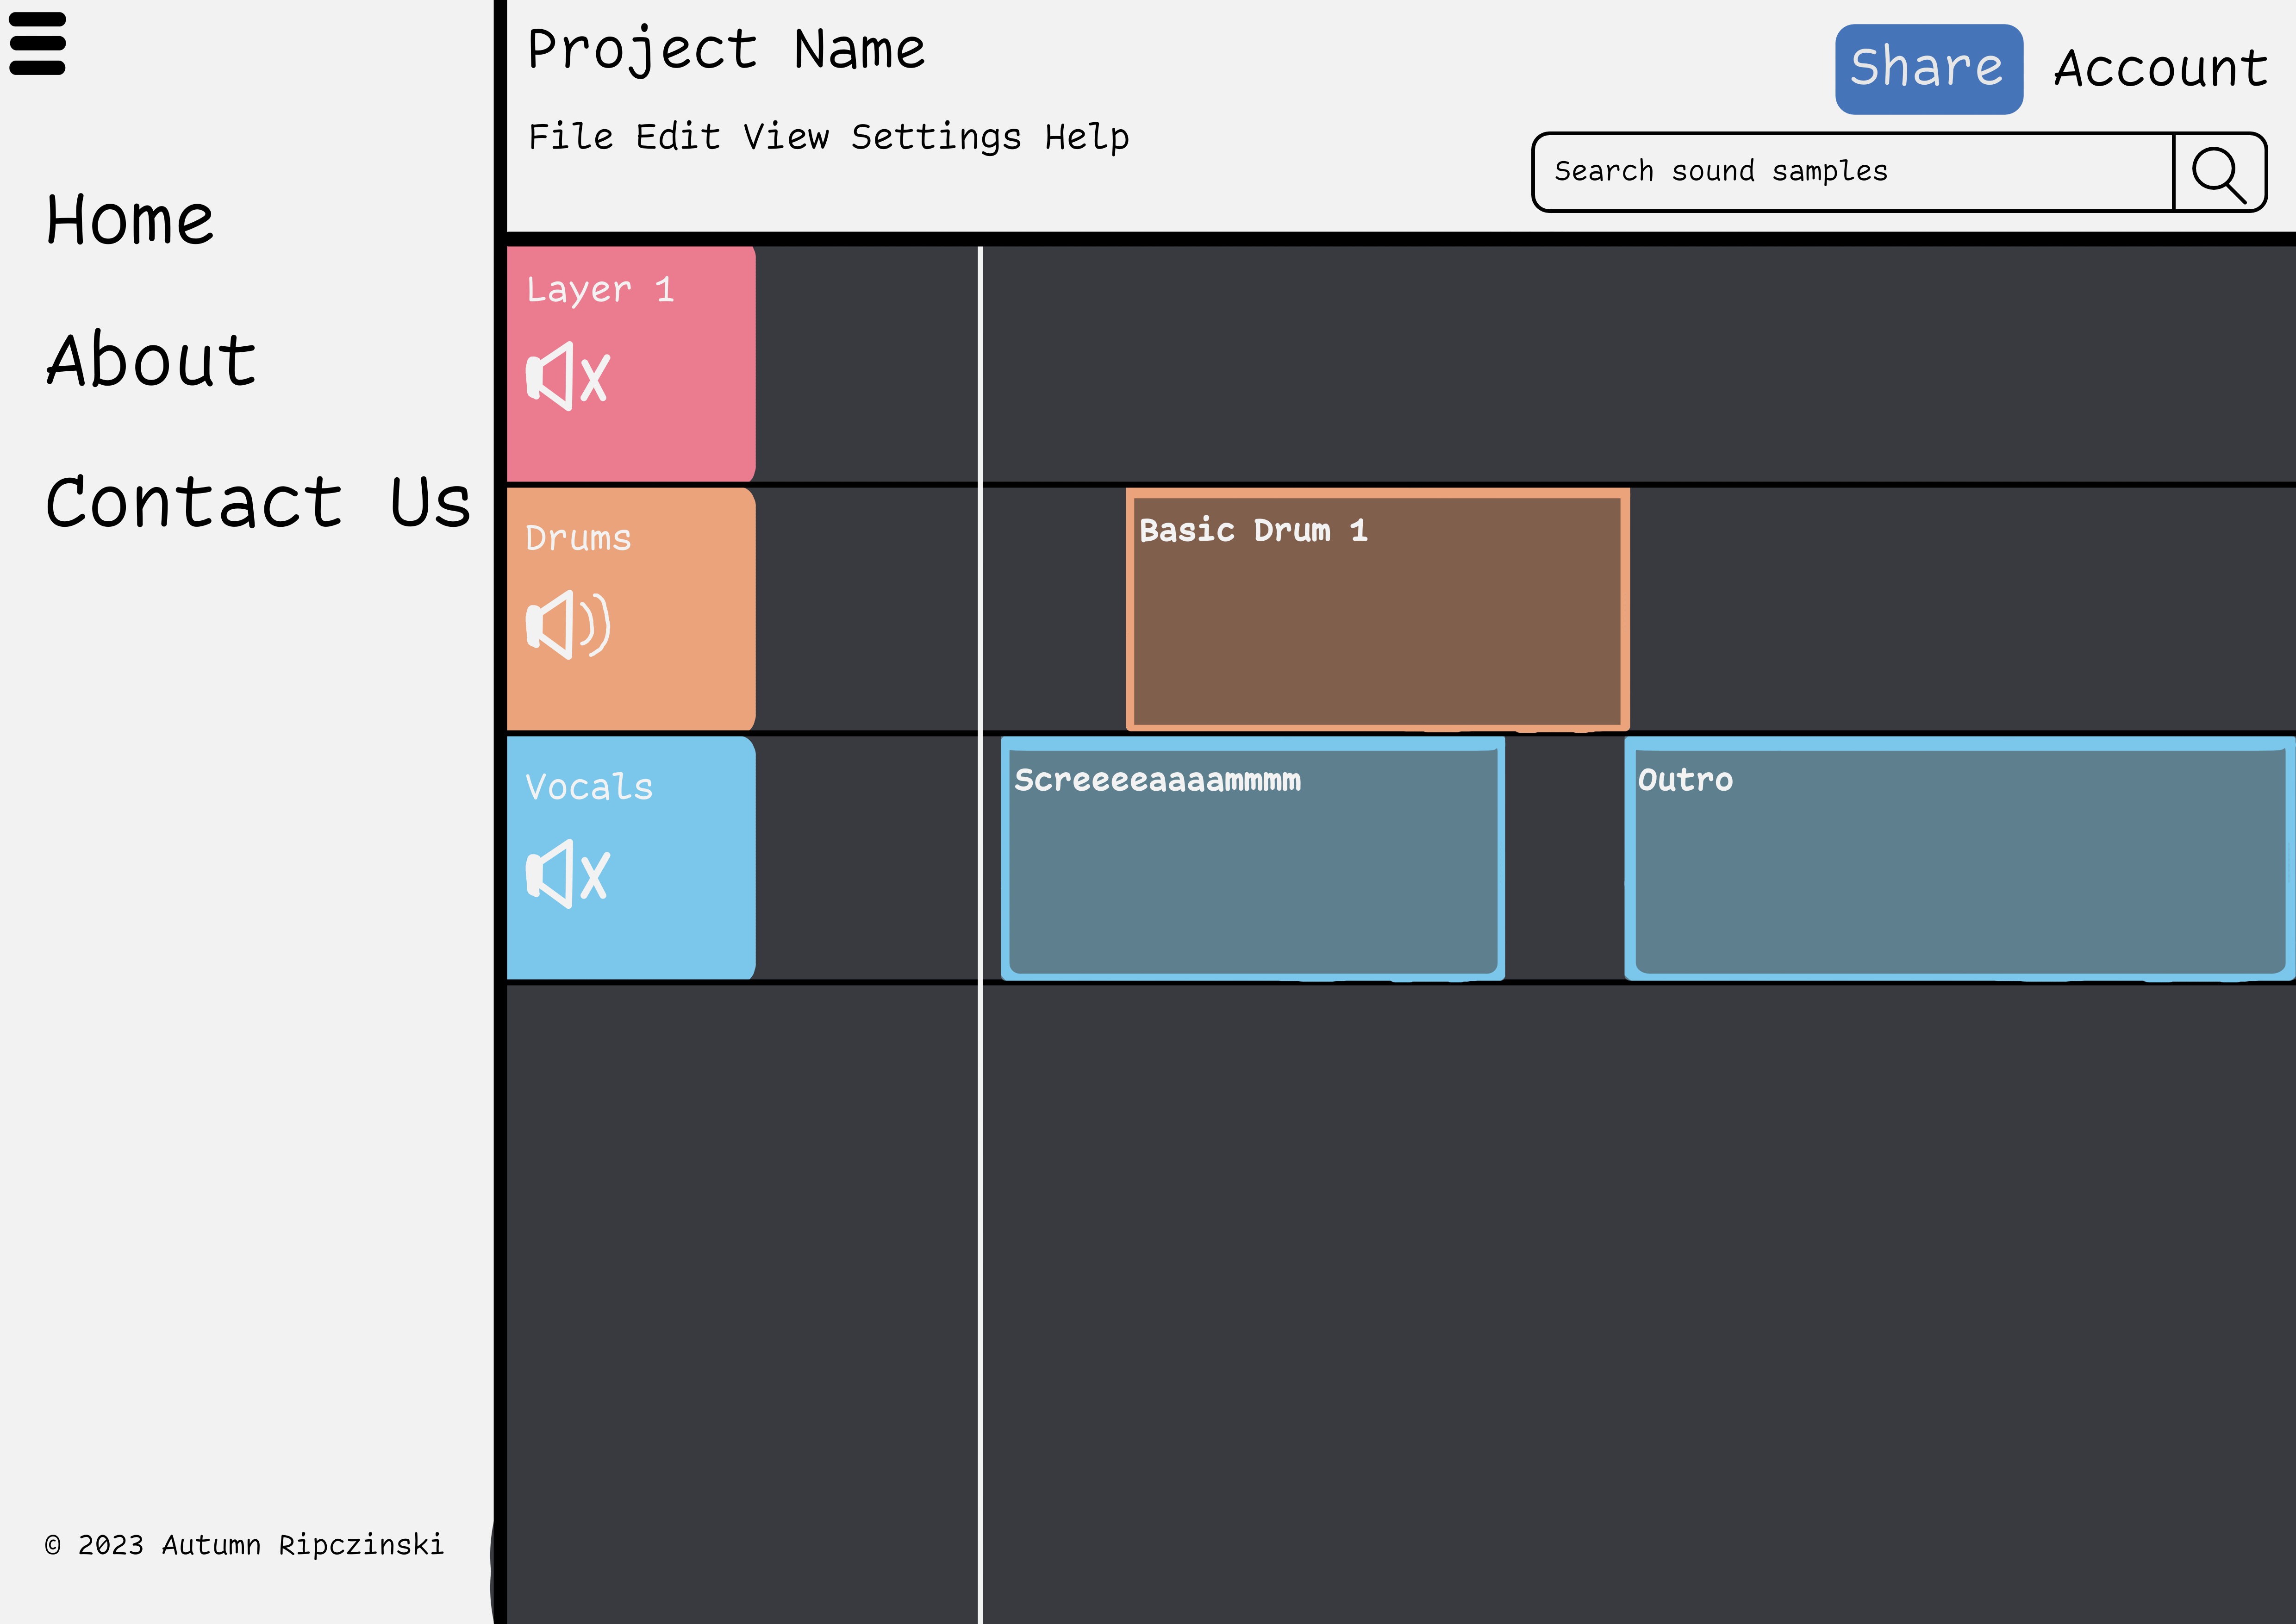 Home
About
Contact Us
© 2023 Autumn Ripczinski
Project Name
File Edit View Settings Help
Share
Account
Search sound samples
Layer 1
Drums
Basic Drum 1
Vocals
Screeeeaaaammmm
Outro